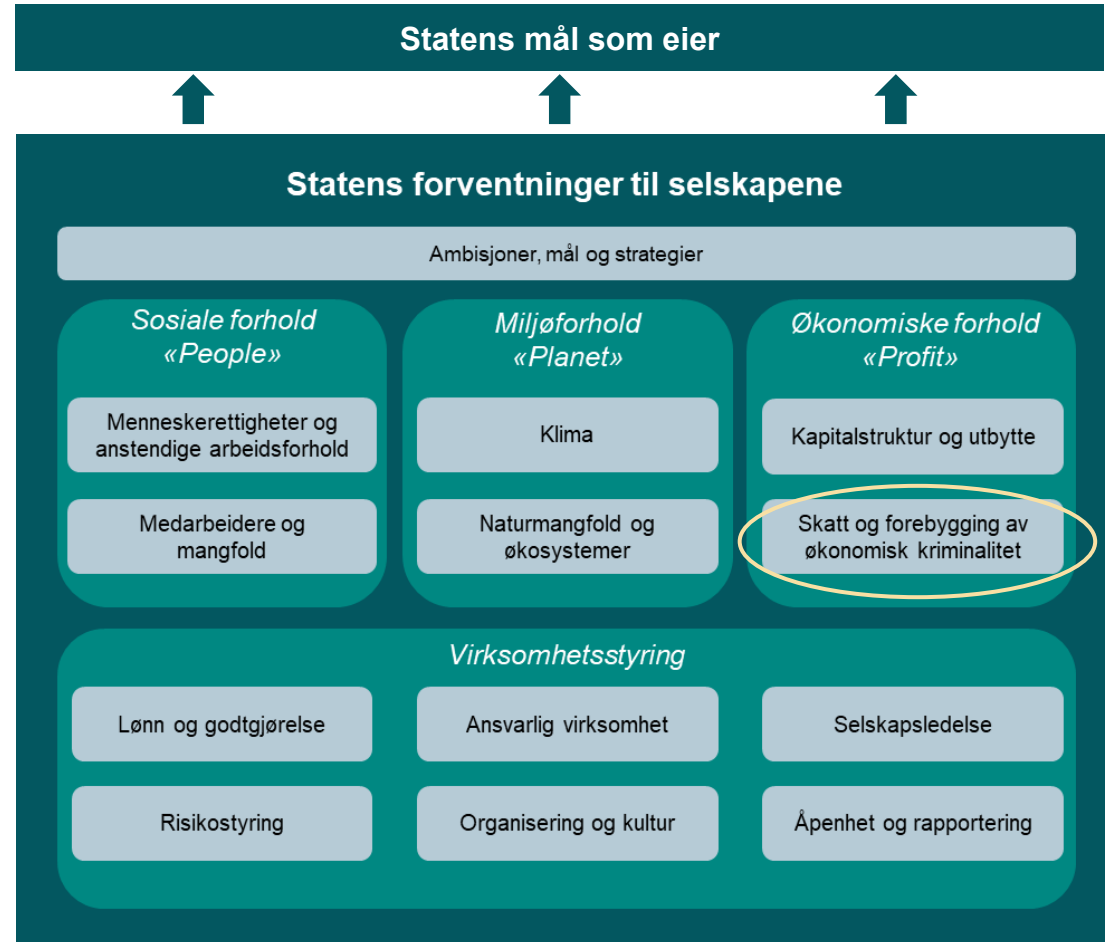 Statens mål som eier
Statens forventninger til selskapene
Ambisjoner, mål og strategier
Sosiale forhold
«People»
Menneskerettigheter og
anstendige arbeidsforhold
Medarbeidere og
mangfold
Miljøforhold
«Planet»
Klima
Naturmangfold og
økosystemer
Økonomiske forhold
«Profit»
Kapitalstruktur og utbytte
Skatt og forebygging av
økonomisk kriminalitet
Virksomhetsstyring
Lønn og godtgjørelse
Ansvarlig virksomhet
Selskapsledelse
Risikostyring
Organisering og kultur
Åpenhet og rapportering